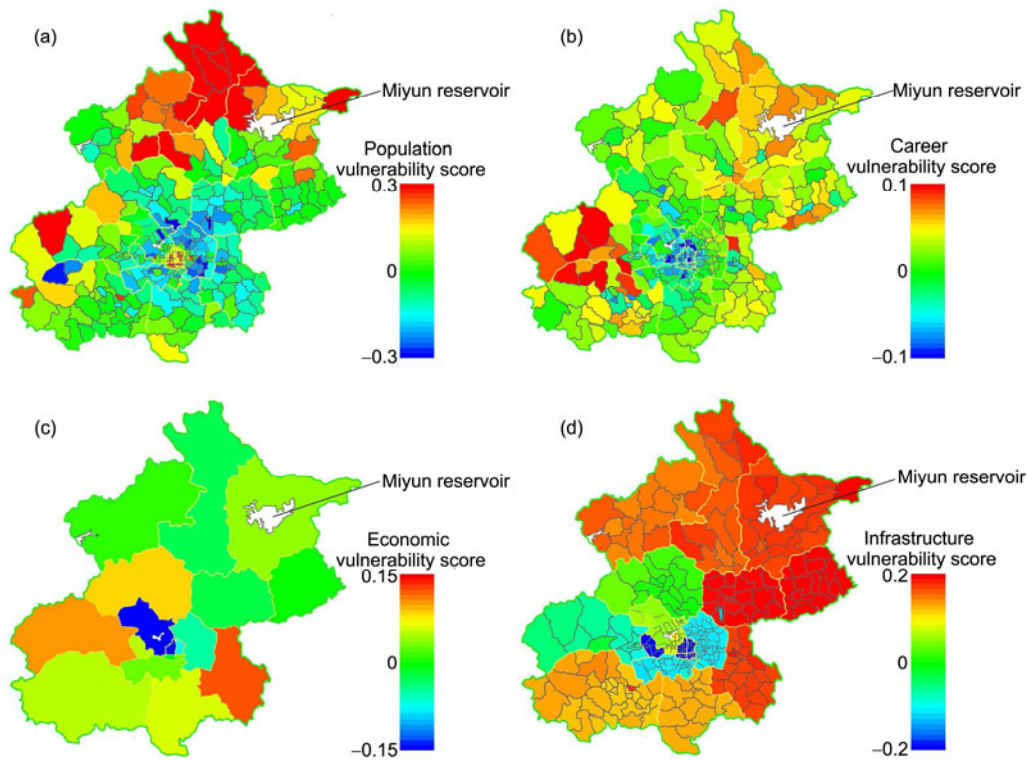 (a)
Miyun reservoir
Population
vulnerability score
0.3
0
−0.3
(b)
Miyun reservoir
Career
vulnerability score
0.1
0
−0.1
(c)
Miyun reservoir
Economic
vulnerability score
0.15
0
−0.15
(d)
Miyun reservoir
Infrastructure
vulnerability score
0.2
0
−0.2